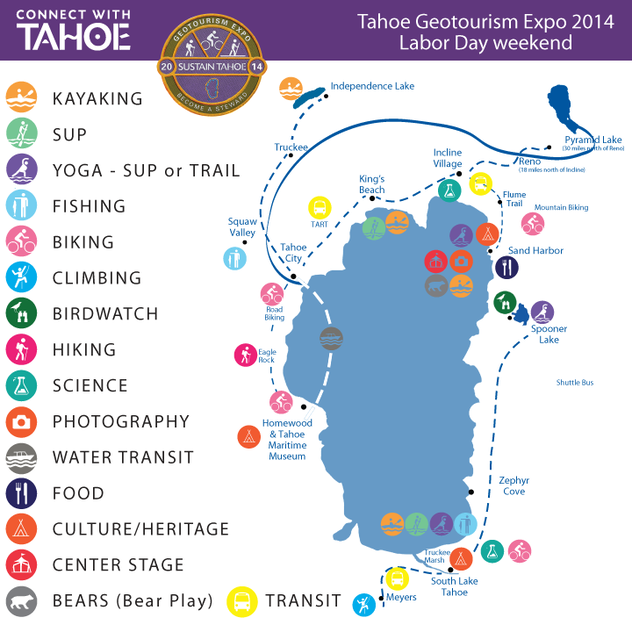 CONNECT WITH
TAHOE
GEOTOURISM EXPO
20 SUSTAIN TAHOE 14
BECOME A STEWARD
Tahoe Geotourism Expo 2014
Labor Day weekend
KAYAKING
SUP
YOGA - SUP or TRAIL
FISHING
BIKING
CLIMBING
BIRDWATCH
HIKING
SCIENCE
PHOTOGRAPHY
WATER TRANSIT
FOOD
CULTURE/HERITAGE
CENTER STAGE
BEARS (Bear Play)
TRANSIT
Independence Lake
Truckee
Pyramid Lake
(30 miles north of Reno)
Reno
(18 miles north of Incline)
Incline
Village
King's
Beach
TART
Flume
Trail
Mountain Biking
Squaw
Valley
Tahoe
City
Sand Harbor
Road
Biking
Spooner
Lake
Eagle
Rock
Shuttle Bus
Homewood
& Tahoe
Maritime
Museum
Zephyr
Cove
Truckee
Marsh
South Lake
Tahoe
Meyers